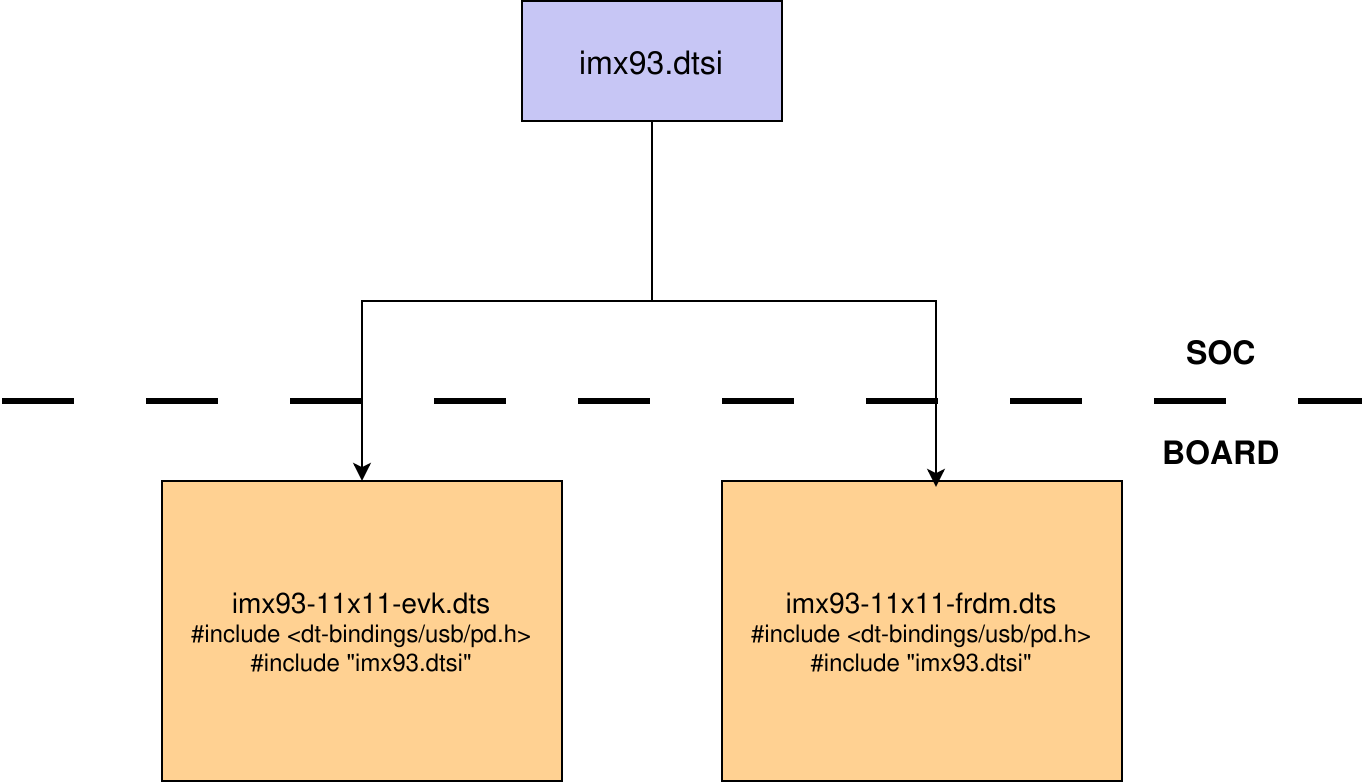 imx93.dtsi
SOC
BOARD
imx93-11x11-evk.dts
#include <dt-bindings/usb/pd.h>
#include "imx93.dtsi"
imx93-11x11-frdm.dts
#include <dt-bindings/usb/pd.h>
#include "imx93.dtsi"